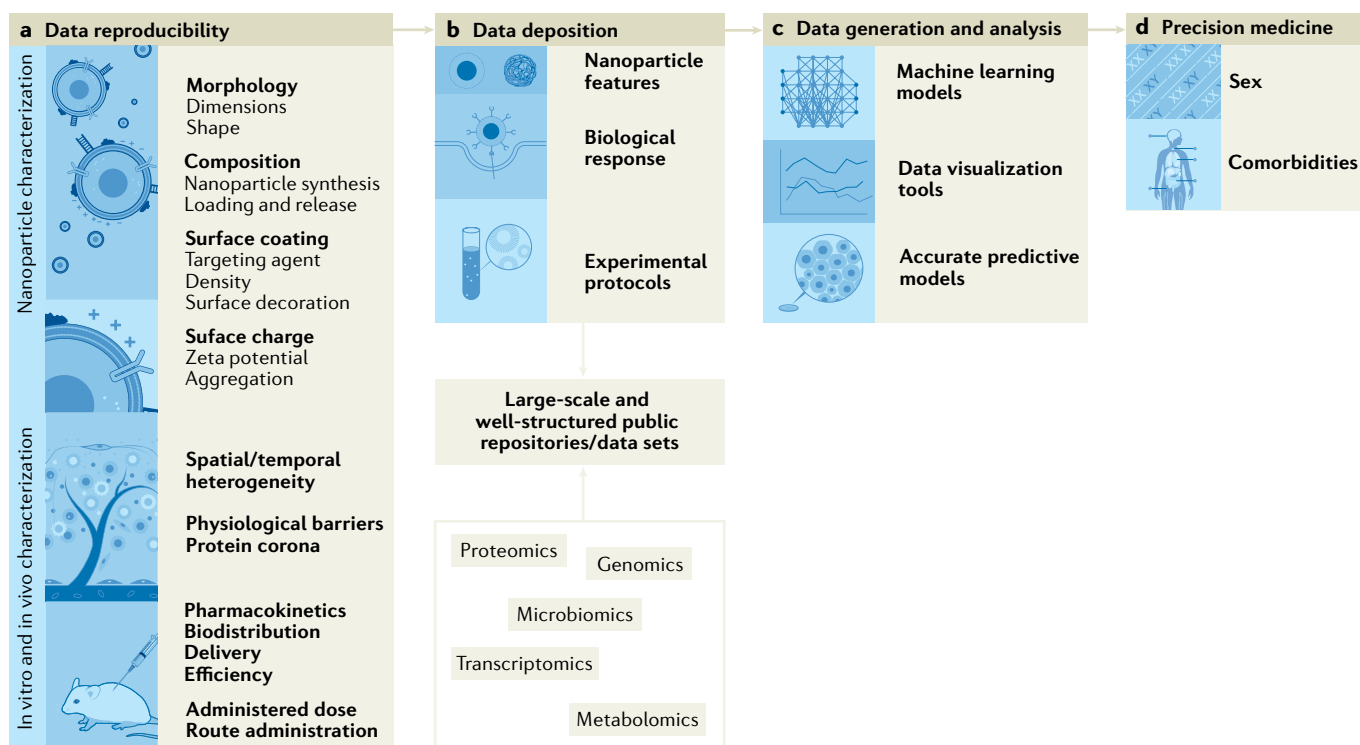 a Data reproducibility
Nanoparticle characterization
Morphology
Dimensions
Shape
Composition
Nanoparticle synthesis
Loading and release
Surface coating
Targeting agent
Density
Surface decoration
Suface charge
Zeta potential
Aggregation
In vitro and in vivo characterization
Spatial/temporal
heterogeneity
Physiological barriers
Protein corona
Pharmacokinetics
Biodistribution
Delivery
Efficiency
Administered dose
Route administration
b Data deposition
Nanoparticle
features
Biological
response
Experimental
protocols
Large-scale and
well-structured public
repositories/data sets
Proteomics
Genomics
Microbiomics
Transcriptomics
Metabolomics
c Data generation and analysis
Machine learning
models
Data visualization
tools
Accurate predictive
models
d Precision medicine
XX XY XX XY
Sex
Comorbidities